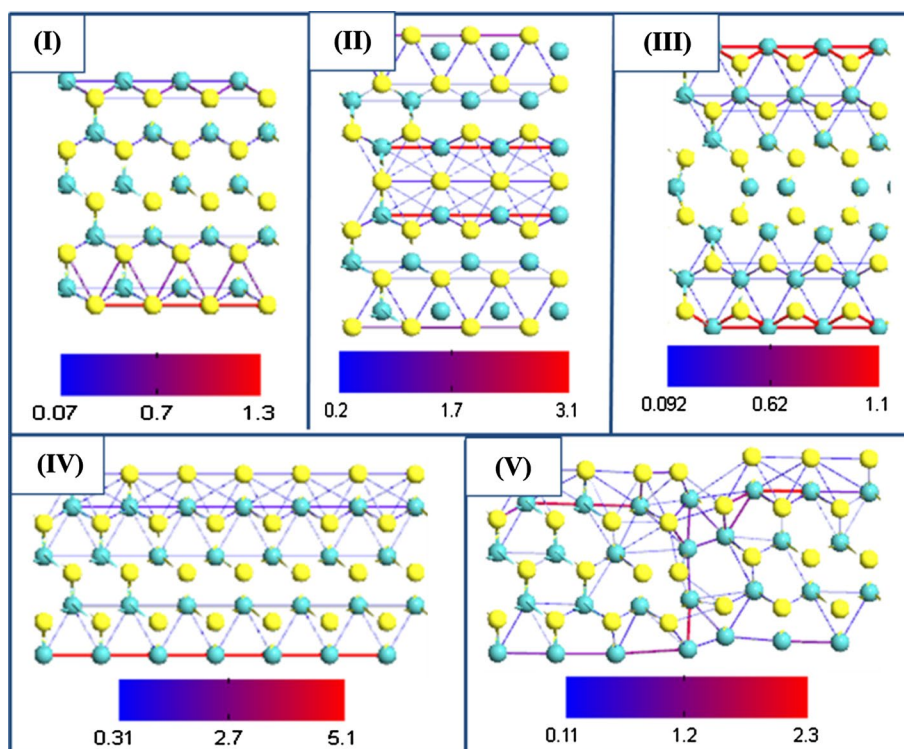 (I)
(II)
(III)
0.07 0.7 1.3
0.2 1.7 3.1
0.092 0.62 1.1
(IV)
(V)
0.31 2.7 5.1
0.11 1.2 2.3